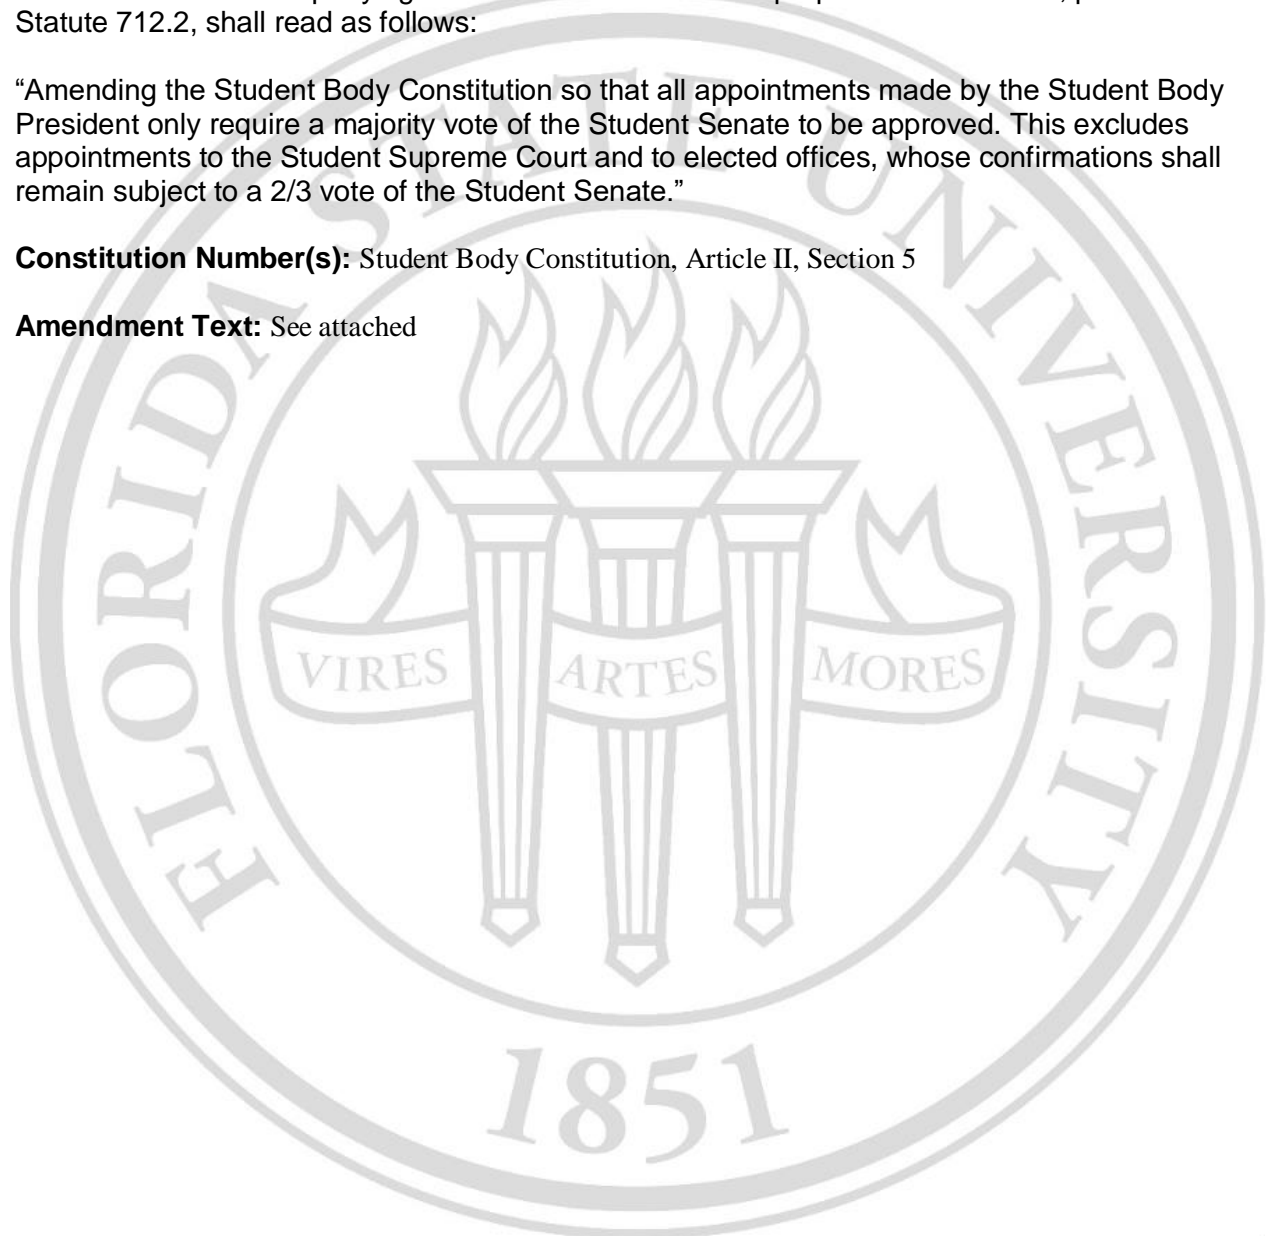 Statute 712.2, shall read as follows:
“Amending the Student Body Constitution so that all appointments made by the Student Body
President only require a majority vote of the Student Senate to be approved. This excludes
appointments to the Student Supreme Court and to elected offices, whose confirmations shall
remain subject to a 2/3 vote of the Student Senate.”
Constitution Number(s): Student Body Constitution, Article II, Section 5
Amendment Text: See attached
FLORIDA STATE UNIVERSITY
VIRES ARTES MORES
1851